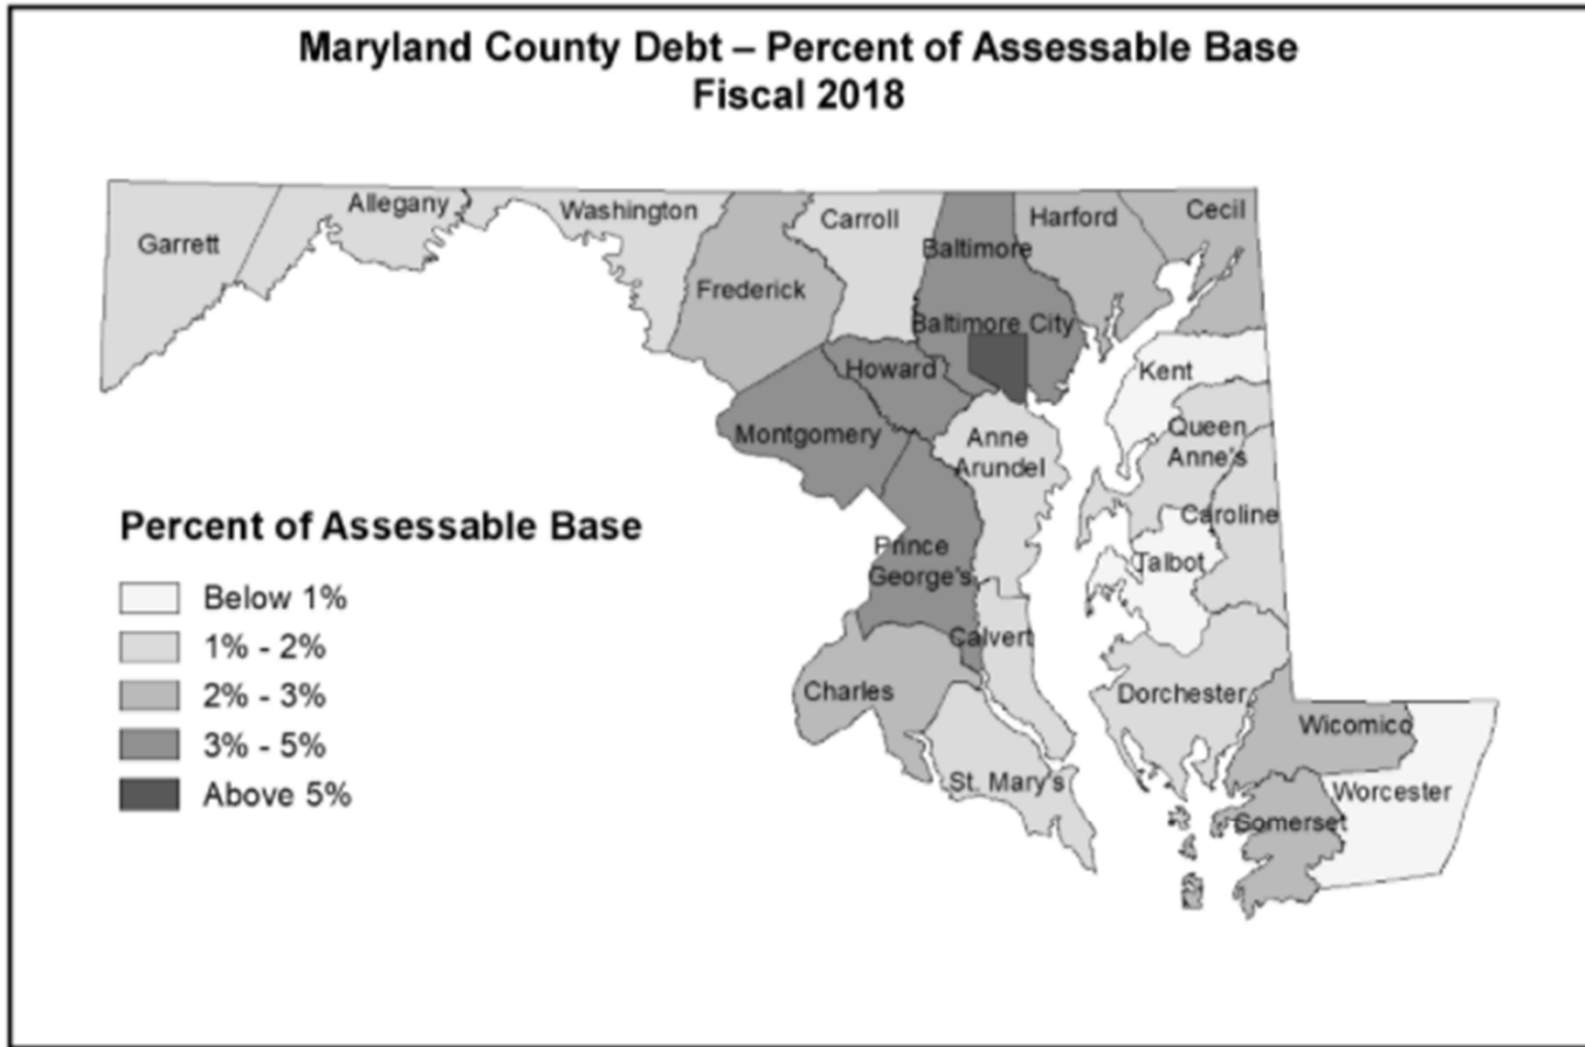 Maryland County Debt – Percent of Assessable Base
Fiscal 2018
Garrett
Allegany
Washington
Frederick
Carroll
Baltimore
Harford
Cecil
Baltimore City
Howard
Montgomery
Kent
Queen
Anne's
Anne
Arundel
Caroline
Talbot
Prince
George's
Calvert
Charles
Dorchester
St. Mary's
Wicomico
Worcester
Somerset
Percent of Assessable Base
Below 1%
1% - 2%
2% - 3%
3% - 5%
Above 5%